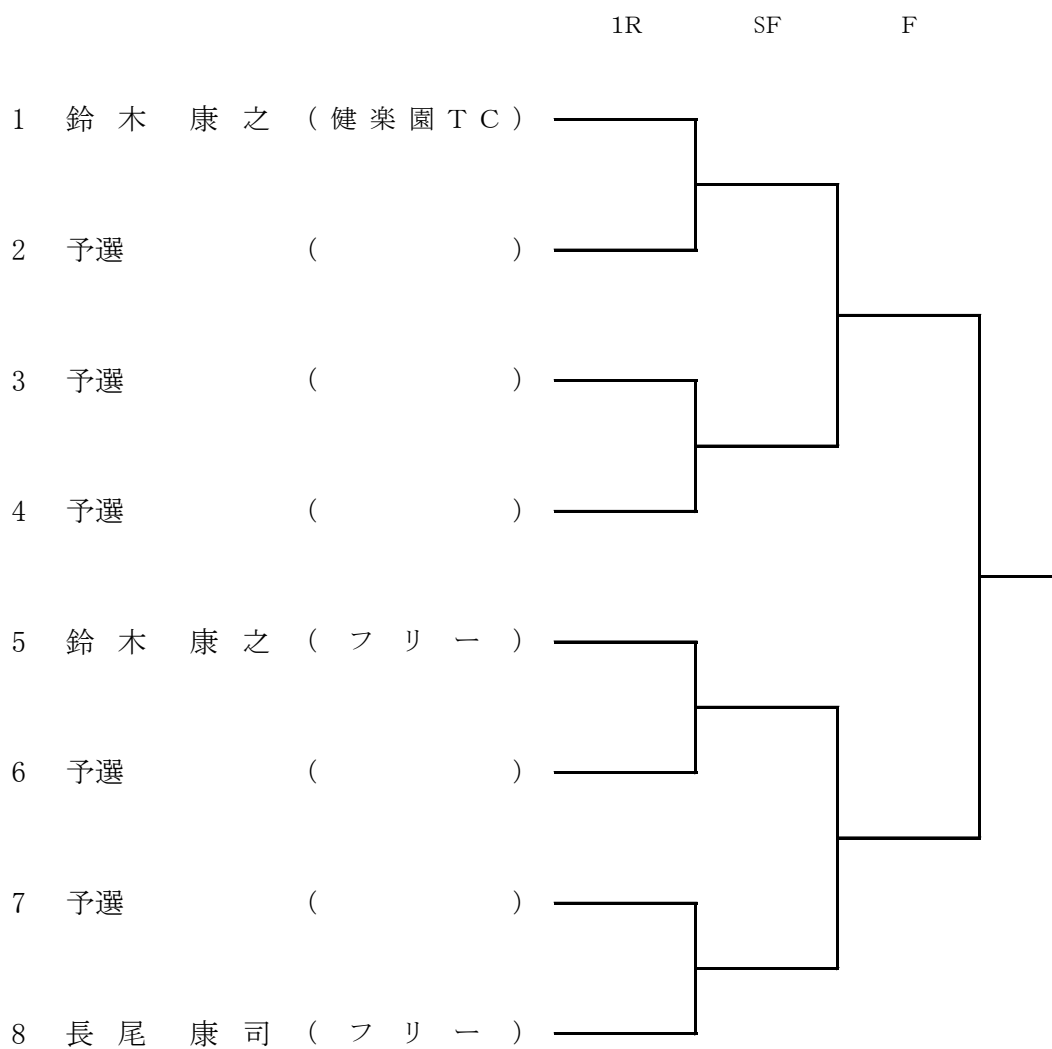 1R SF F
1 鈴木 康之 (健楽園TC)
2 予選 ( )
3 予選 ( )
4 予選 ( )
5 鈴木 康之 (フリー)
6 予選 ( )
7 予選 ( )
8 長尾 康司 (フリー)